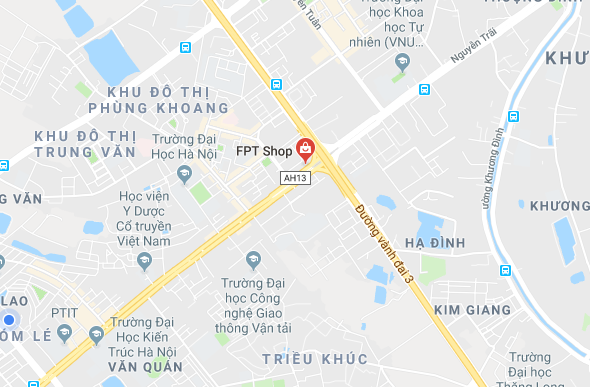 THƯỢNG ĐÌNH
ễn Tuân
Đại
học Khoa
học Tự
nhiên (VNU...
Nguyễn Trãi
KHƯ
KHU ĐÔ THỊ
PHÙNG KHOANG
KHU ĐÔ THỊ
TRUNG VĂN
Trường Đại
Học Hà Nội
FPT Shop
AH13
ường Khương Đình
NG VĂN
Học viện
Y Dược
Cổ truyền
Việt Nam
KHƯƠNG
Đường vành đai 3
HẠ ĐÌNH
Trường Đại
học Công
nghệ Giao
thông Vận tải
LAO
PTIT
ÓM LÉ
Trường Đại
Học Kiến
Trúc Hà Nội
VĂN QUÁN
KIM GIANG
TRIỀU KHÚC
Trường
Đại học
Thăng Long